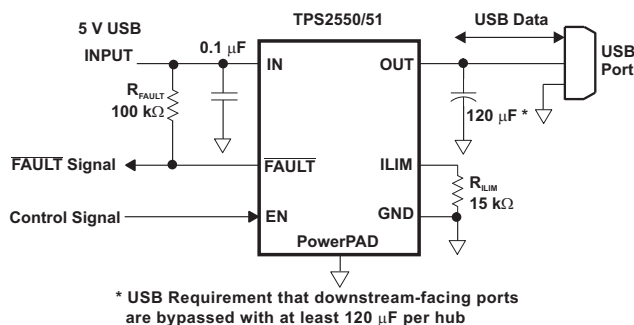 TPS2550/51
5 V USB
INPUT
0.1 μF
IN
OUT
USB Data
USB
Port
R_FAULT
100 kΩ
120 μF *
FAULT Signal
FAULT
ILIM
R_ILIM
15 kΩ
Control Signal
EN
GND
PowerPAD
* USB Requirement that downstream-facing ports
are bypassed with at least 120 μF per hub